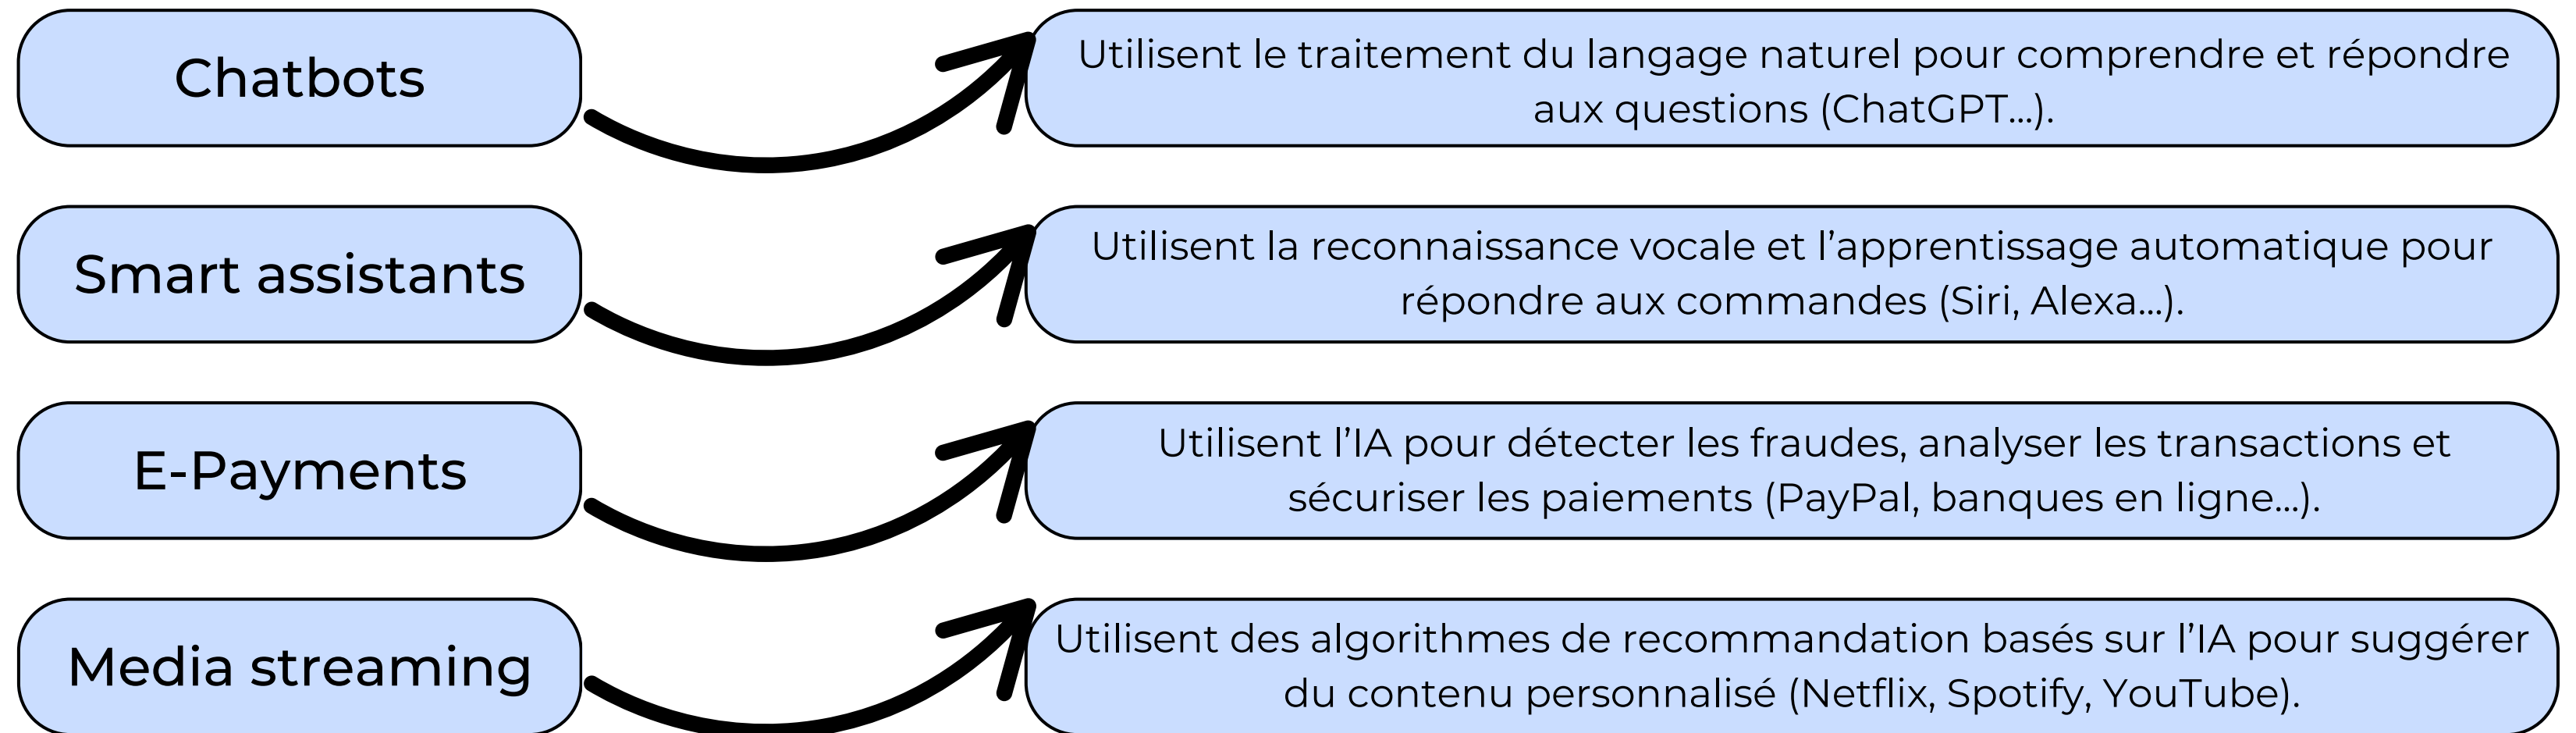 Chatbots
Utilisent le traitement du langage naturel pour comprendre et répondre
aux questions (ChatGPT...).
Smart assistants
Utilisent la reconnaissance vocale et l’apprentissage automatique pour
répondre aux commandes (Siri, Alexa...).
E-Payments
Utilisent l’IA pour détecter les fraudes, analyser les transactions et
sécuriser les paiements (PayPal, banques en ligne...).
Media streaming
Utilisent des algorithmes de recommandation basés sur l’IA pour suggérer
du contenu personnalisé (Netflix, Spotify, YouTube).